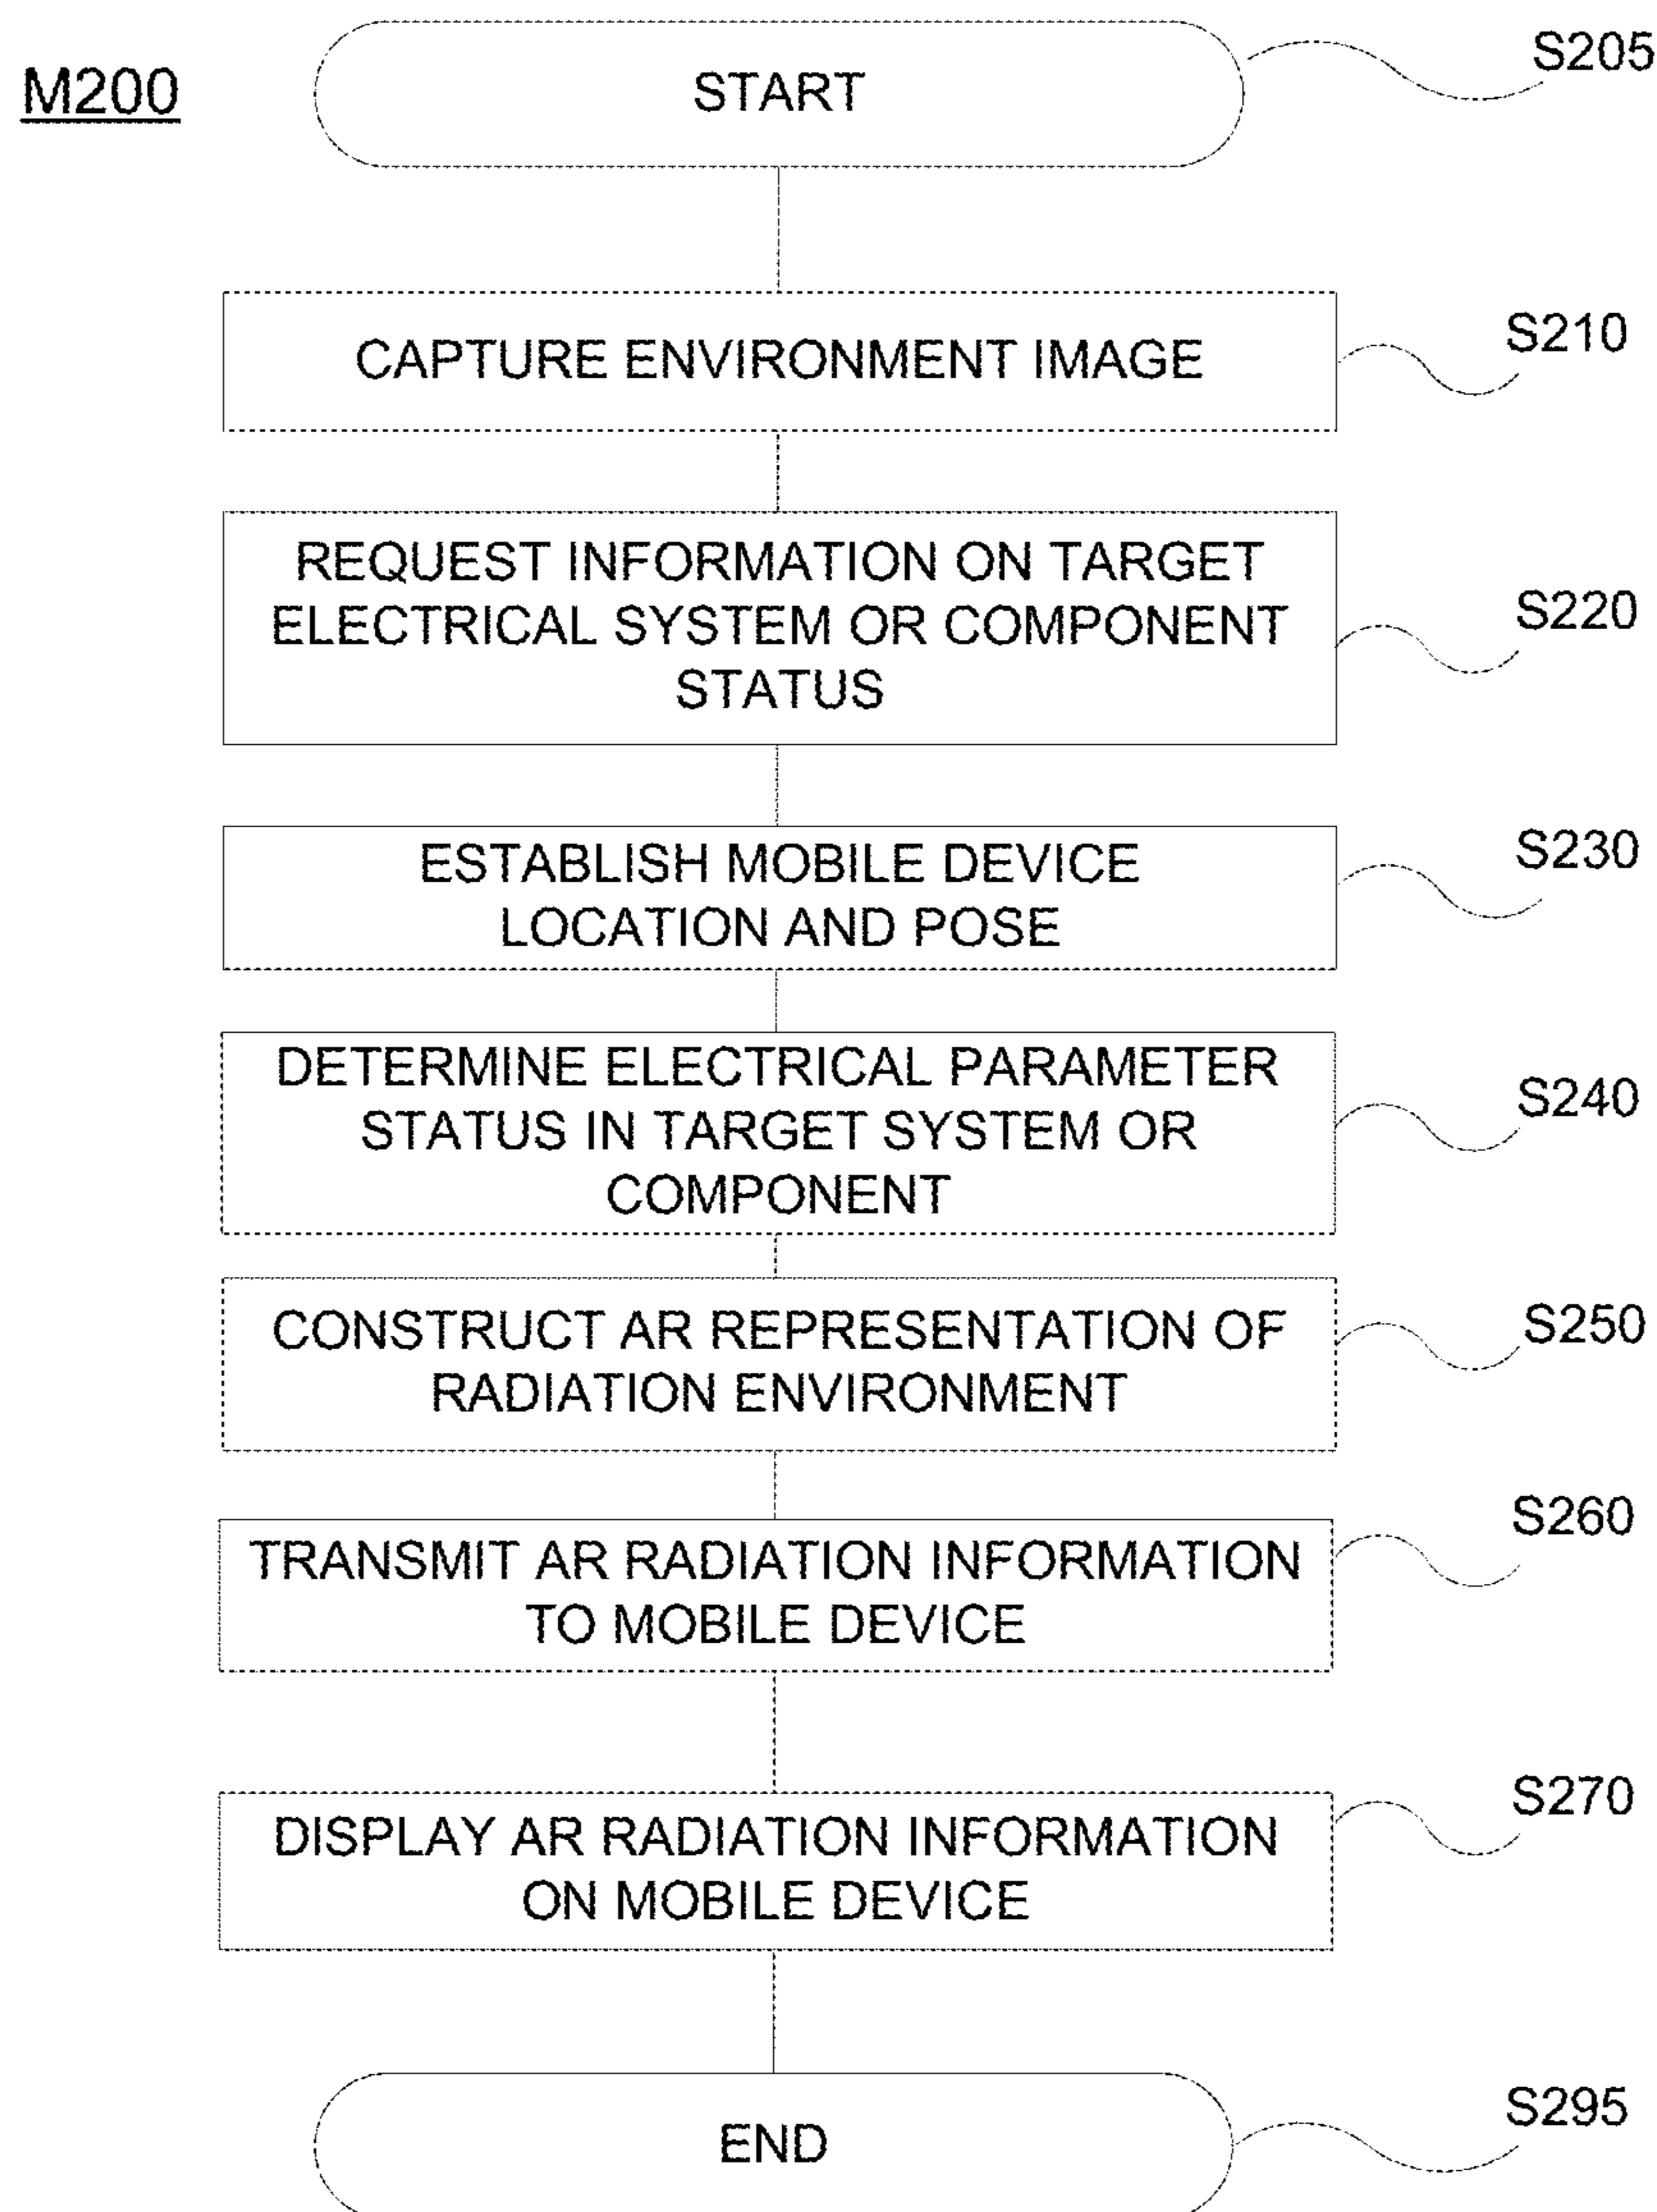 M200
START
S205
CAPTURE ENVIRONMENT IMAGE
S210
REQUEST INFORMATION ON TARGET
ELECTRICAL SYSTEM OR COMPONENT
STATUS
S220
ESTABLISH MOBILE DEVICE
LOCATION AND POSE
S230
DETERMINE ELECTRICAL PARAMETER
STATUS IN TARGET SYSTEM OR
COMPONENT
S240
CONSTRUCT AR REPRESENTATION OF
RADIATION ENVIRONMENT
S250
TRANSMIT AR RADIATION INFORMATION
TO MOBILE DEVICE
S260
DISPLAY AR RADIATION INFORMATION
ON MOBILE DEVICE
S270
END
S295